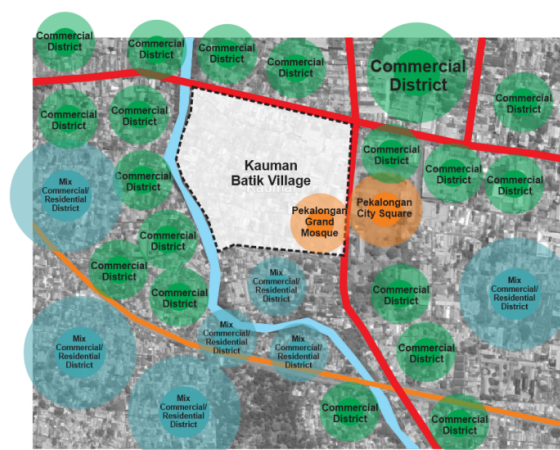 Commercial
District
Commercial
District
Commercial
District
Commercial
District
Commercial
District
Commercial
District
Commercial
District
Commercial
District
Kauman
Batik Village
Commercial
District
Commercial
District
Commercial
District
Commercial
District
Mix
Commercial/
Residential
District
Pekalongan
Grand
Mosque
Pekalongan
City Square
Commercial
District
Commercial
District
Commercial
District
Mix
Commercial/
Residential
District
Commercial
District
Mix
Commercial/
Residential
District
Mix
Commercial/
Residential
District
Mix
Commercial/
Residential
District
Mix
Commercial/
Residential
District
Commercial
District
Mix
Commercial/
Residential
District
Commercial
District
Commercial
District